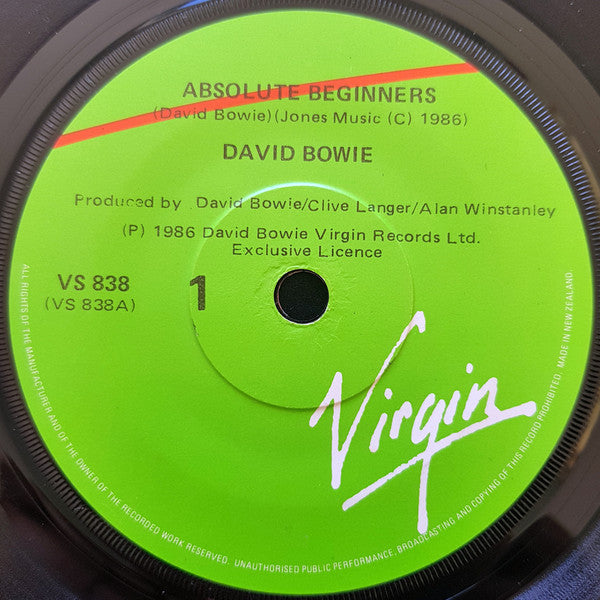 ABSOLUTE BEGINNERS
(David Bowie)(Jones Music (C) 1986)
DAVID BOWIE
Produced by David Bowie/Clive Langer/Alan Winstanley
(P) 1986 David Bowie Virgin Records Ltd.
Exclusive Licence
VS 838
(VS 838A)
1
Virgin
ALL RIGHTS OF THE MANUFACTURER AND OF THE OWNER OF THE RECORDED WORK RESERVED. UNAUTHORISED PUBLIC PERFORMANCE, BROADCASTING AND COPYING OF THIS RECORD PROHIBITED. MADE IN NEW ZEALAND.